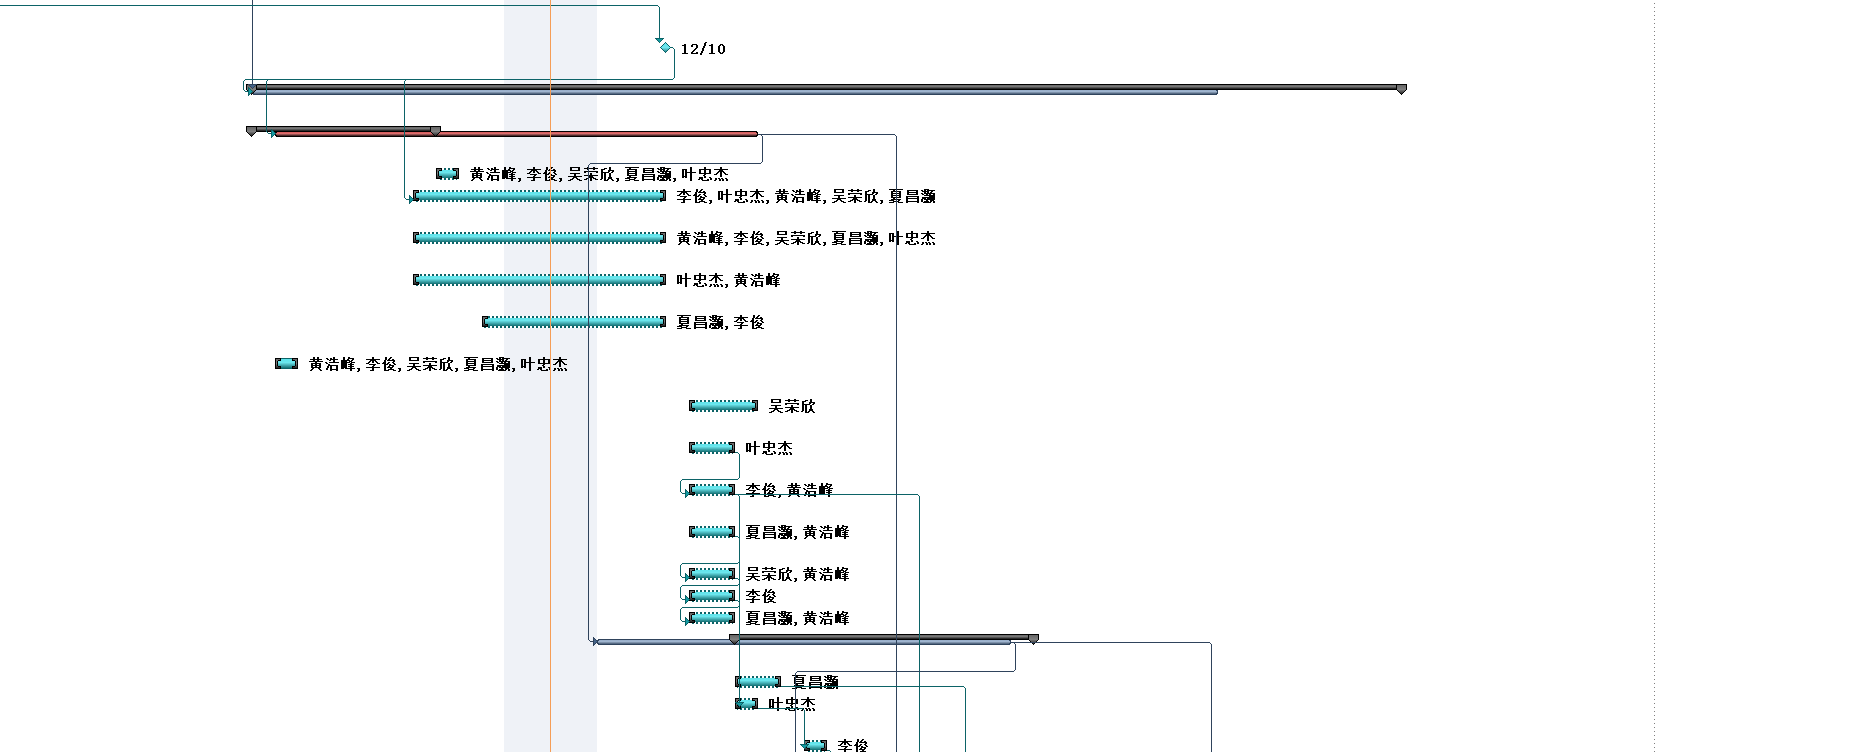 12/10
黄浩峰, 李俊, 吴荣欣, 夏昌灏, 叶忠杰
李俊, 叶忠杰, 黄浩峰, 吴荣欣, 夏昌灏
黄浩峰, 李俊, 吴荣欣, 夏昌灏, 叶忠杰
叶忠杰, 黄浩峰
夏昌灏, 李俊
黄浩峰, 李俊, 吴荣欣, 夏昌灏, 叶忠杰
吴荣欣
叶忠杰
李俊, 黄浩峰
夏昌灏, 黄浩峰
吴荣欣, 黄浩峰
李俊
夏昌灏, 黄浩峰
夏昌灏
叶忠杰
李俊